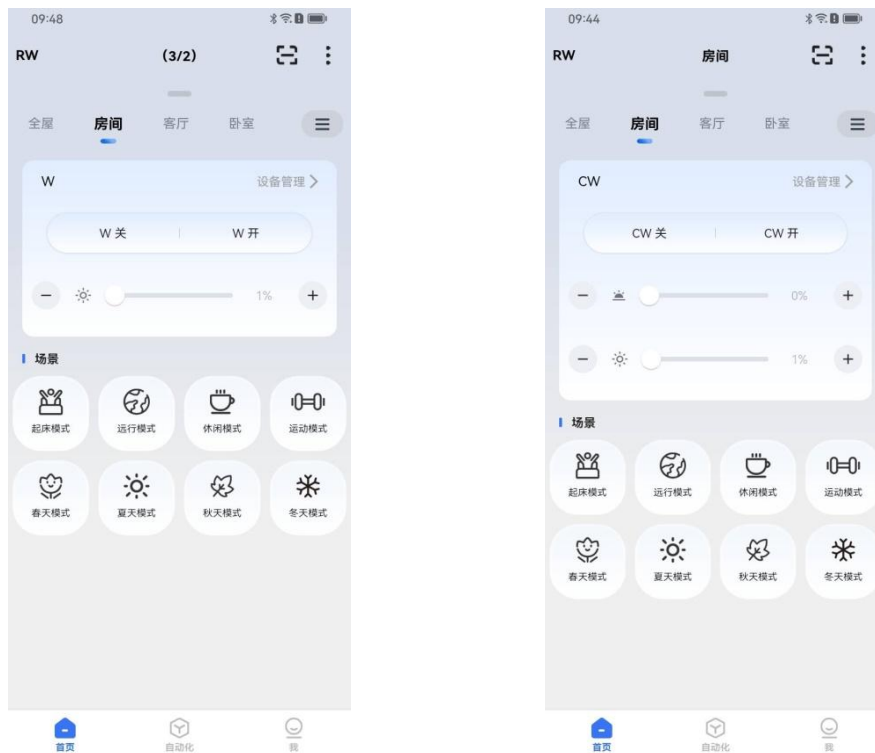 09:48
RW (3/2)
全屋 房间 客厅 卧室
W 设备管理
W 关 W 开
1%
场景
起床模式 远行模式 休闲模式 运动模式
春天模式 夏天模式 秋天模式 冬天模式
首页 自动化 我
09:44
RW 房间
全屋 房间 客厅 卧室
CW 设备管理
CW 关 CW 开
0%
1%
场景
起床模式 远行模式 休闲模式 运动模式
春天模式 夏天模式 秋天模式 冬天模式
首页 自动化 我